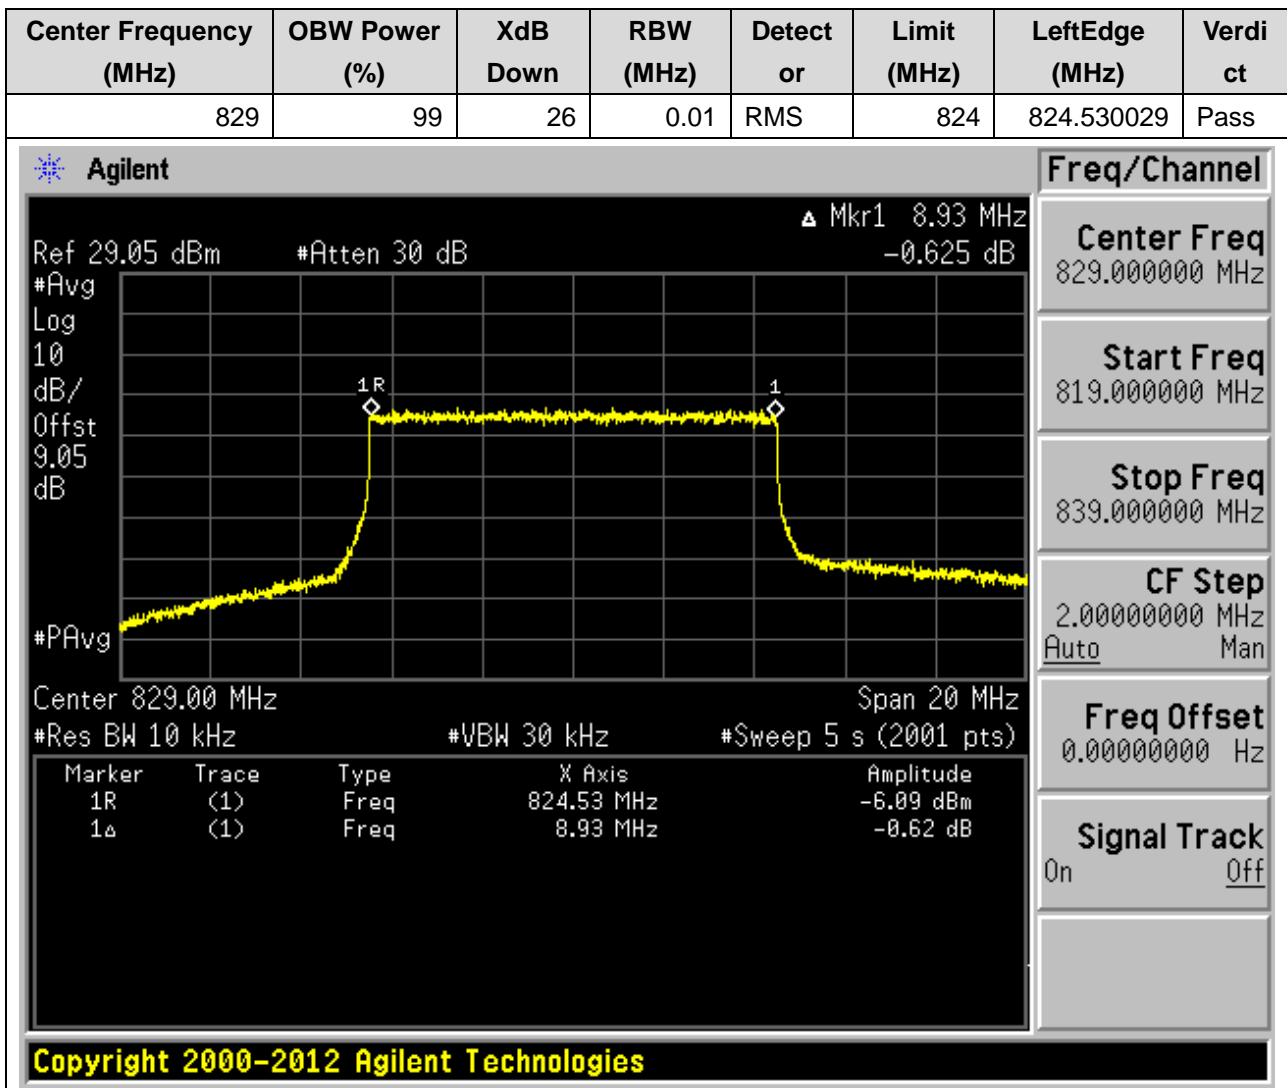 Center Frequency (MHz) OBW Power (%) XdB Down RBW (MHz) Detect or Limit (MHz) LeftEdge (MHz) Verdi ct
829 99 26 0.01 RMS 824 824.530029 Pass
Agilent
Freq/Channel
Δ Mkr1 8.93 MHz
Ref 29.05 dBm #Atten 30 dB -0.625 dB
#Avg
Log
10
dB/
Offst
9.05
dB
#PAvg
1R
1
Center 829.00 MHz Span 20 MHz
#Res BW 10 kHz #VBW 30 kHz #Sweep 5 s (2001 pts)
Marker Trace Type X Axis Amplitude
1R (1) Freq 824.53 MHz -6.09 dBm
1Δ (1) Freq 8.93 MHz -0.62 dB
Center Freq
829.000000 MHz
Start Freq
819.000000 MHz
Stop Freq
839.000000 MHz
CF Step
2.00000000 MHz
Auto Man
Freq Offset
0.00000000 Hz
Signal Track
On Off
Copyright 2000-2012 Agilent Technologies